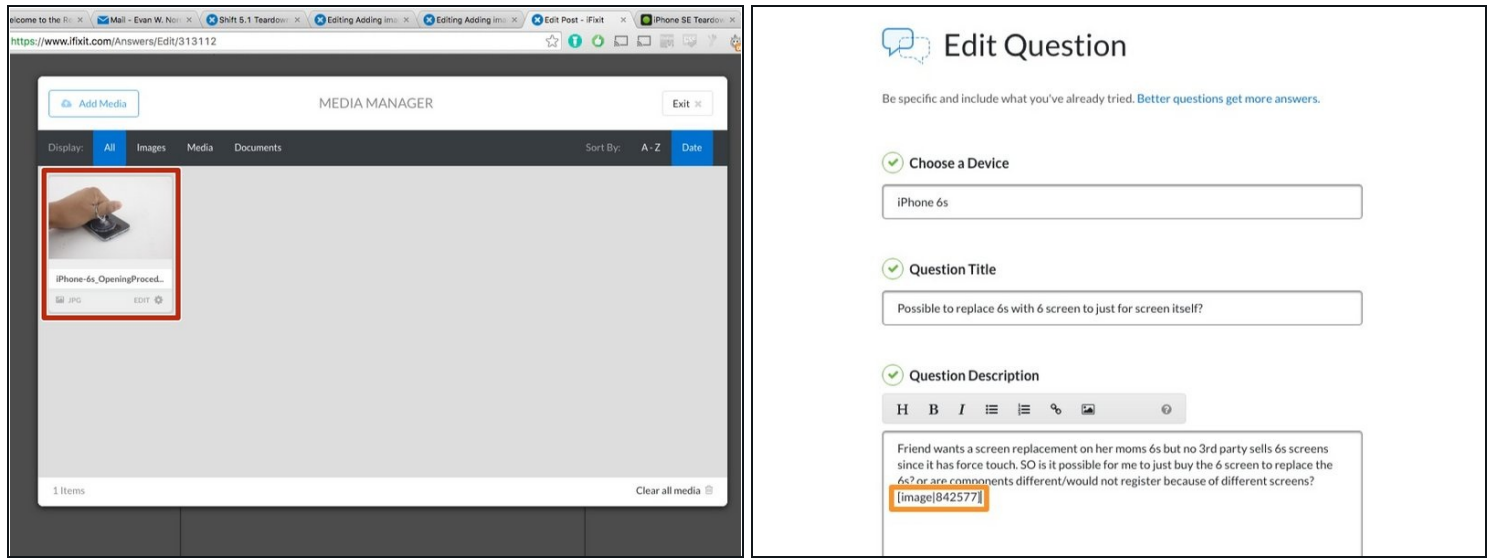 elcome to the Re
Mail - Evan W. Non
Shift 5.1 Teardown
Editing Adding ima
Editing Adding ima
Edit Post - iFixit
iPhone SE Teardow
https://www.ifixit.com/Answers/Edit/313112
Add Media
MEDIA MANAGER
Exit
Display: All Images Media Documents
Sort By: A - Z Date
iPhone-6s_OpeningProced...
JPG EDIT
1 Items
Clear all media
Edit Question
Be specific and include what you've already tried. Better questions get more answers.
Choose a Device
iPhone 6s
Question Title
Possible to replace 6s with 6 screen to just for screen itself?
Question Description
H B I
Friend wants a screen replacement on her moms 6s but no 3rd party sells 6s screens
since it has force touch. SO is it possible for me to just buy the 6 screen to replace the
6s? or are components different/would not register because of different screens?
[image|842577]